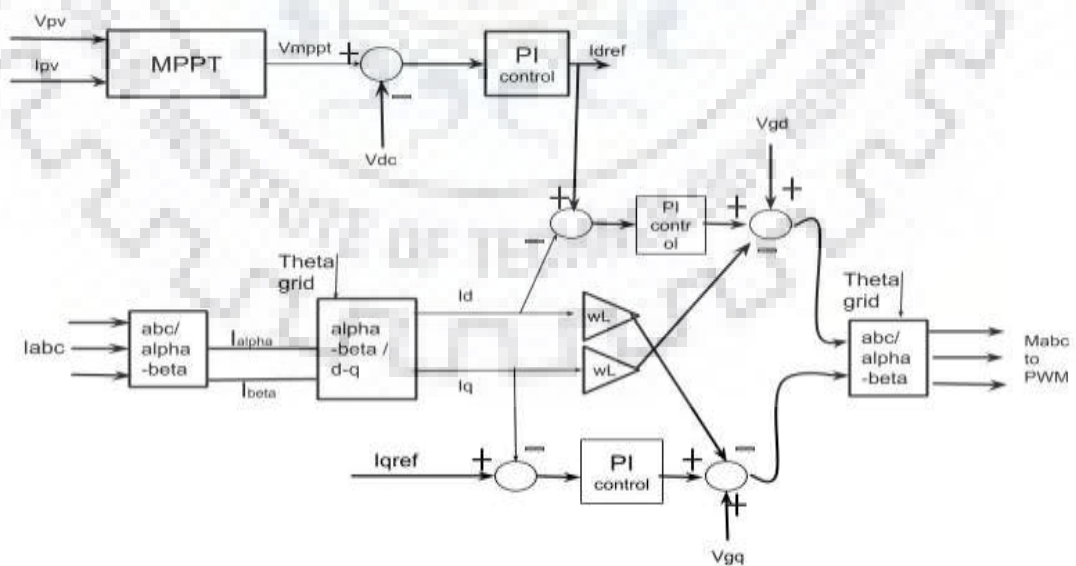 Vpv
Ipv
MPPT
Vmppt
+
−
Vdc
PI
control
Idref
Vgd
+
−
PI
contr
ol
+
+
−
Theta
grid
Iabc
abc/
alpha
-beta
Ialpha
Ibeta
alpha
-beta /
d-q
Id
Iq
wL
wL
Theta
grid
abc/
alpha
-beta
Mabc
to
PWM
Iqref
+
−
PI
control
+
−
+
Vgq